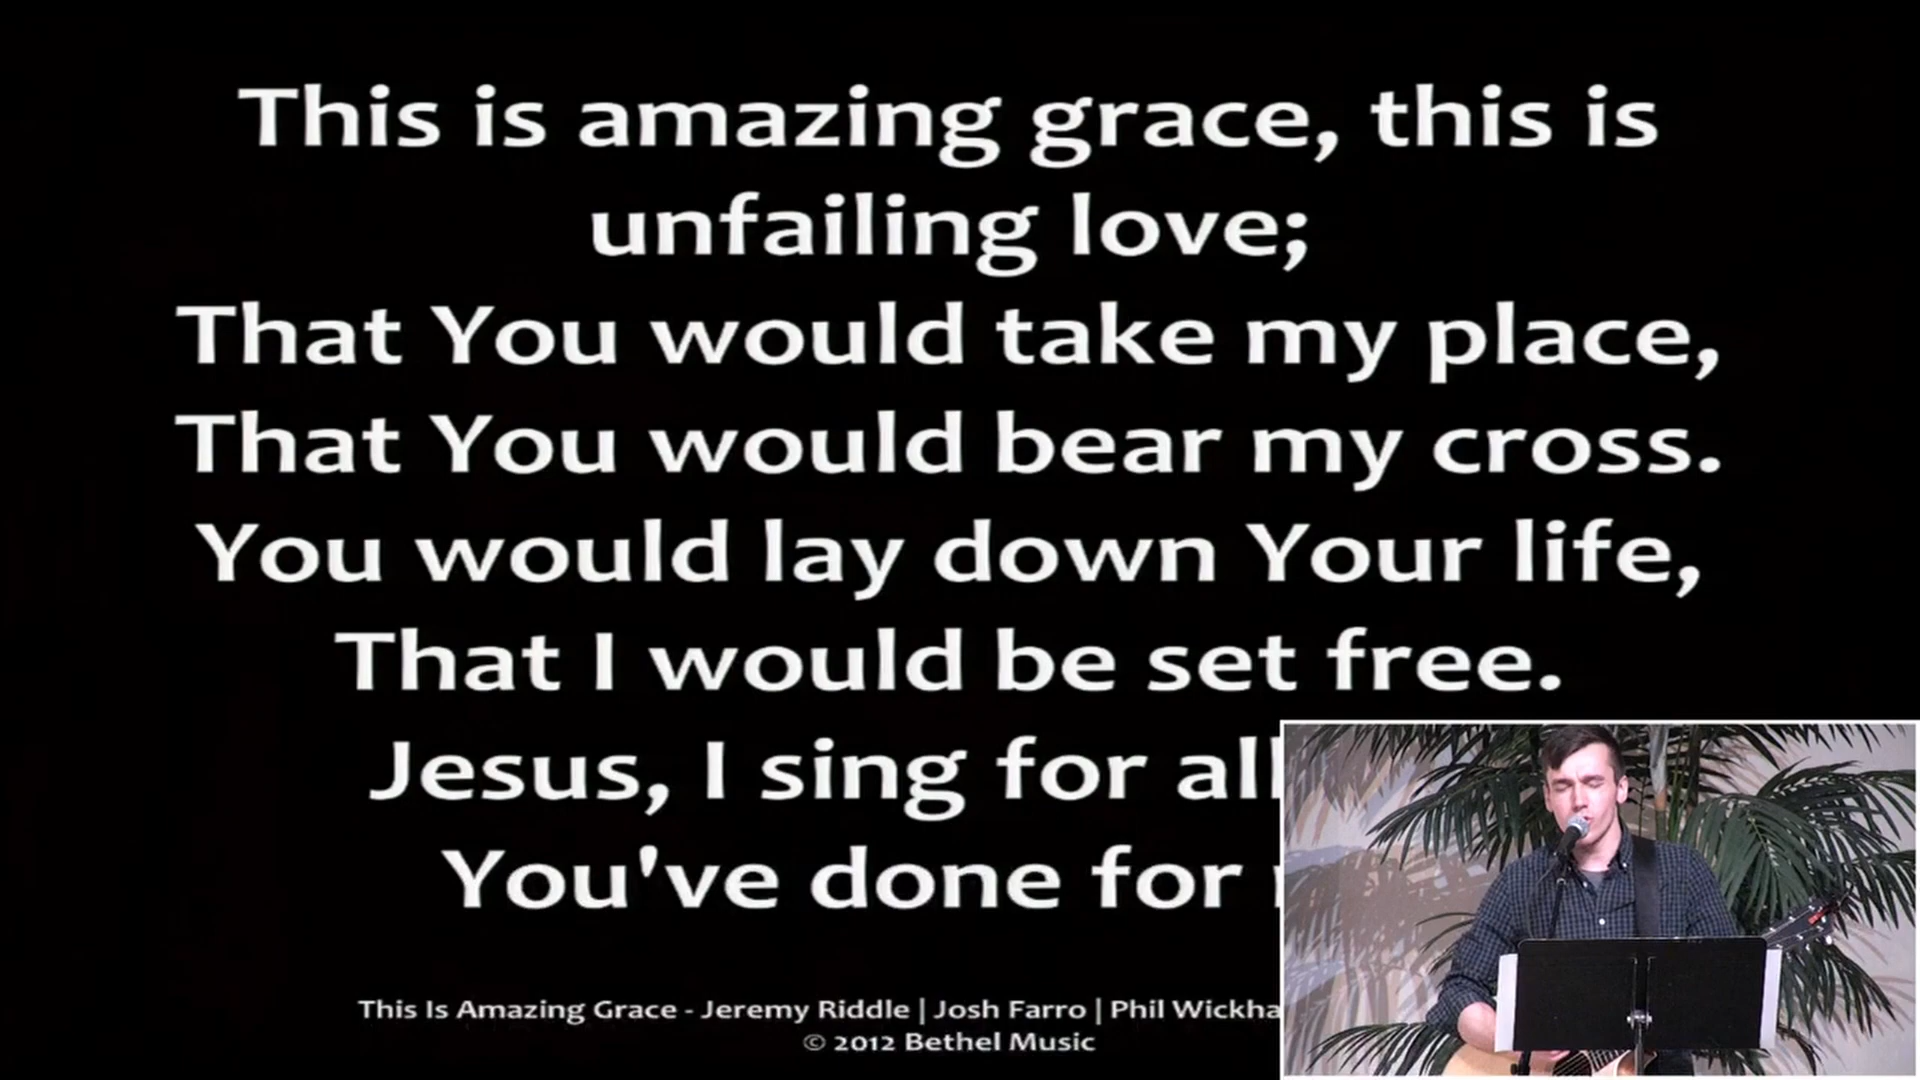 This is amazing grace, this is
unfailing love;
That You would take my place,
That You would bear my cross.
You would lay down Your life,
That I would be set free.
Jesus, I sing for all
You've done for
This Is Amazing Grace - Jeremy Riddle | Josh Farro | Phil Wickha
© 2012 Bethel Music